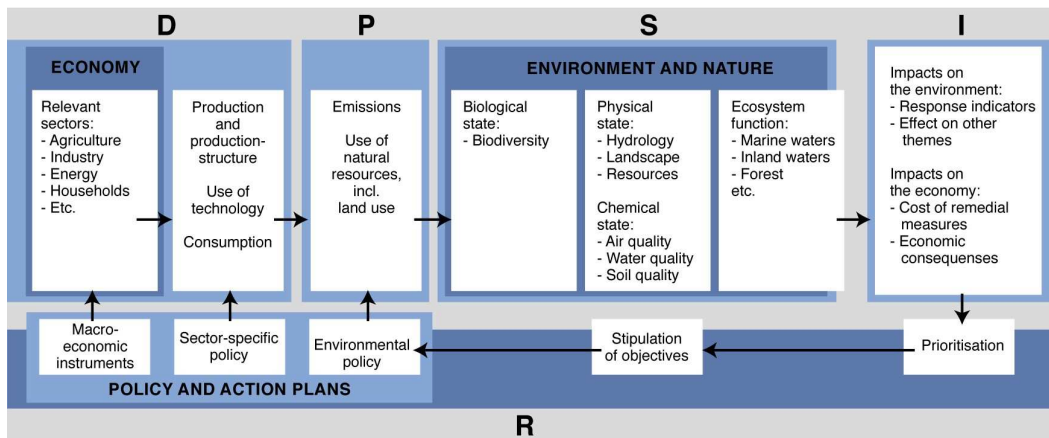 D
P
S
I
ECONOMY
Relevant
sectors:
- Agriculture
- Industry
- Energy
- Households
- Etc.
Production
and
production-
structure
Use of
technology
Consumption
Emissions
Use of
natural
resources,
incl.
land use
ENVIRONMENT AND NATURE
Biological
state:
- Biodiversity
Physical
state:
- Hydrology
- Landscape
- Resources
Chemical
state:
- Air quality
- Water quality
- Soil quality
Ecosystem
function:
- Marine waters
- Inland waters
- Forest
etc.
Impacts on
the environment:
- Response indicators
- Effect on other
themes
Impacts on
the economy:
- Cost of remedial
measures
- Economic
consequenses
Macro-
economic
instruments
Sector-specific
policy
Environmental
policy
Stipulation
of objectives
Prioritisation
POLICY AND ACTION PLANS
R